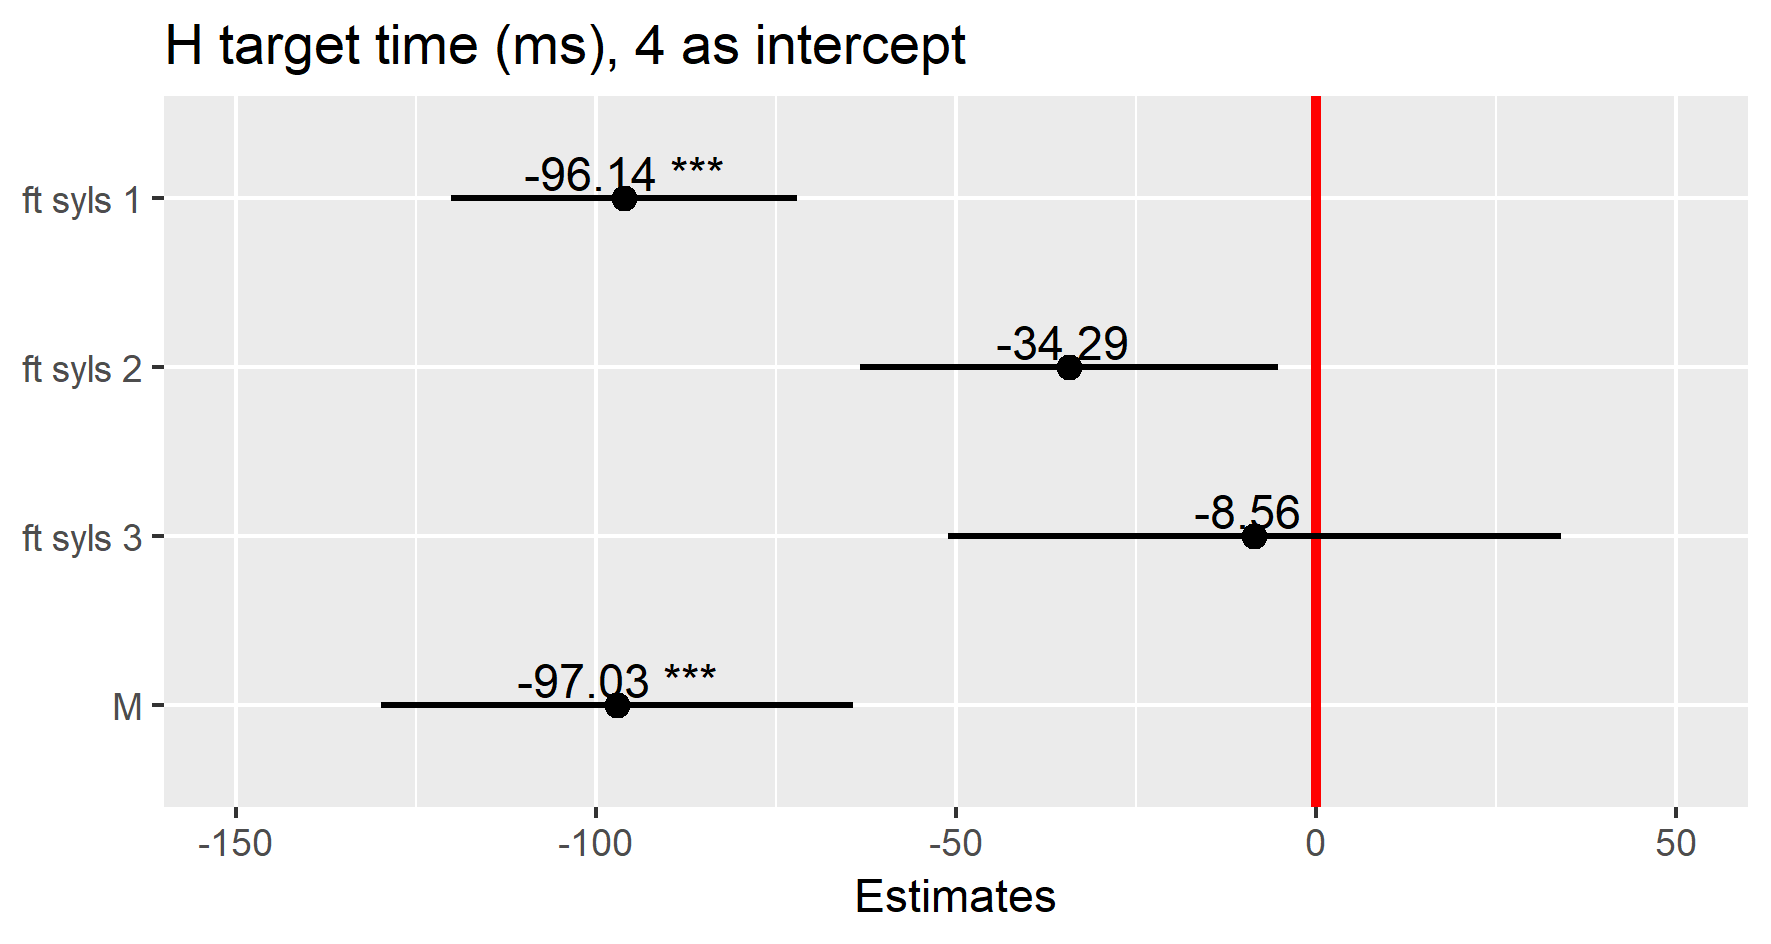 H target time (ms), 4 as intercept
ft syls 1
-96.14 ***
ft syls 2
-34.29
ft syls 3
-8.56
M
-97.03 ***
-150 -100 -50 0 50
Estimates